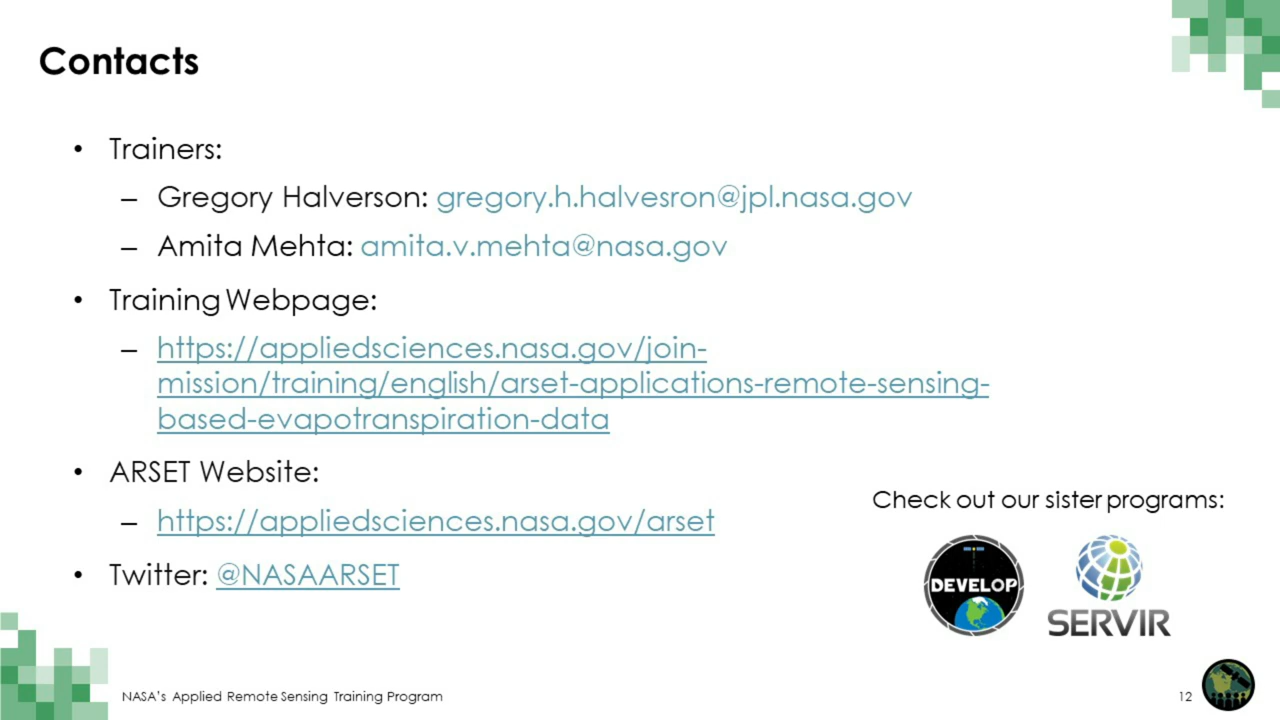 Contacts
• Trainers:
– Gregory Halverson: gregory.h.halvesron@jpl.nasa.gov
– Amita Mehta: amita.v.mehta@nasa.gov
• Training Webpage:
– https://appliedsciences.nasa.gov/join-
mission/training/english/arset-applications-remote-sensing-
based-evapotranspiration-data
• ARSET Website:
– https://appliedsciences.nasa.gov/arset
• Twitter: @NASAARSET
Check out our sister programs:
DEVELOP
SERVIR
NASA's Applied Remote Sensing Training Program
12